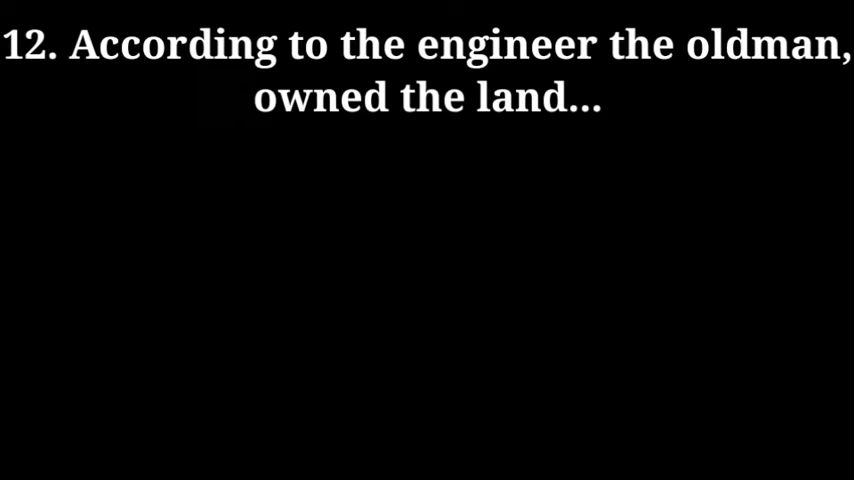 12. According to the engineer the oldman,
owned the land...